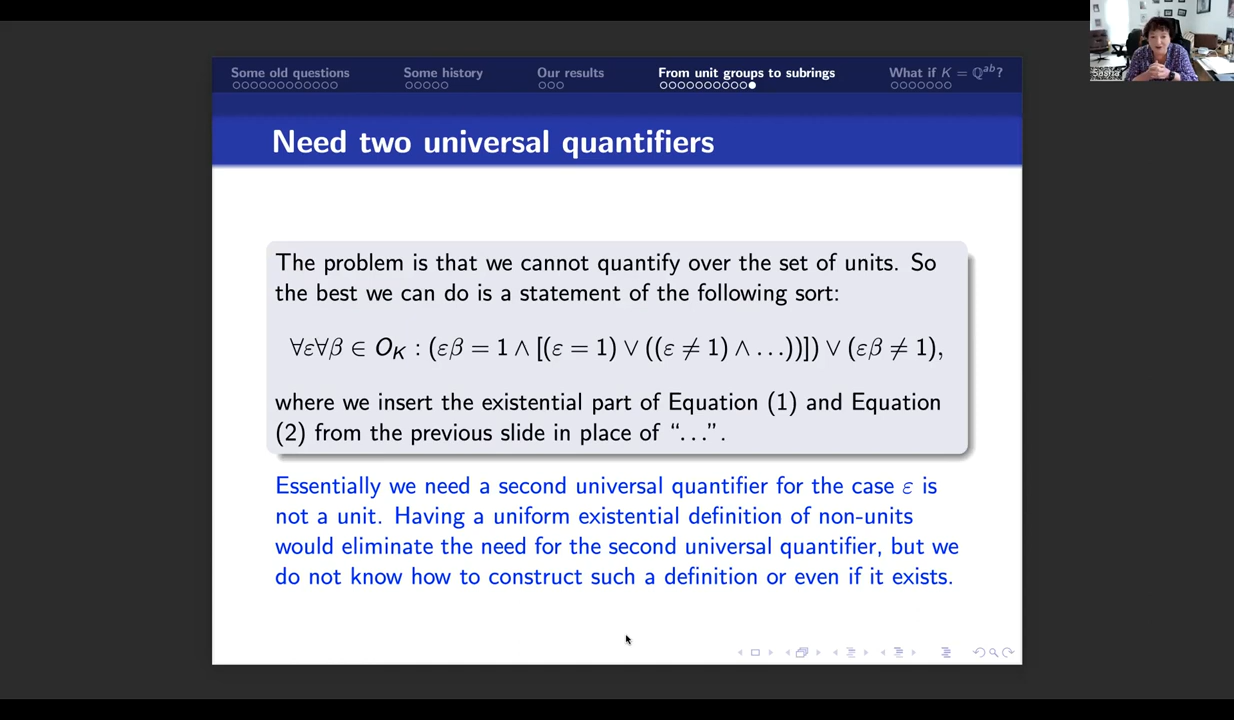 Some old questions
Some history
Our results
From unit groups to subrings
What if K = ℚᵃᵇ?
Need two universal quantifiers
The problem is that we cannot quantify over the set of units. So
the best we can do is a statement of the following sort:
∀ε∀β ∈ O_K : (εβ = 1 ∧ [(ε = 1) ∨ ((ε ≠ 1) ∧ …))]) ∨ (εβ ≠ 1),
where we insert the existential part of Equation (1) and Equation
(2) from the previous slide in place of “…”.
Essentially we need a second universal quantifier for the case ε is
not a unit. Having a uniform existential definition of non-units
would eliminate the need for the second universal quantifier, but we
do not know how to construct such a definition or even if it exists.